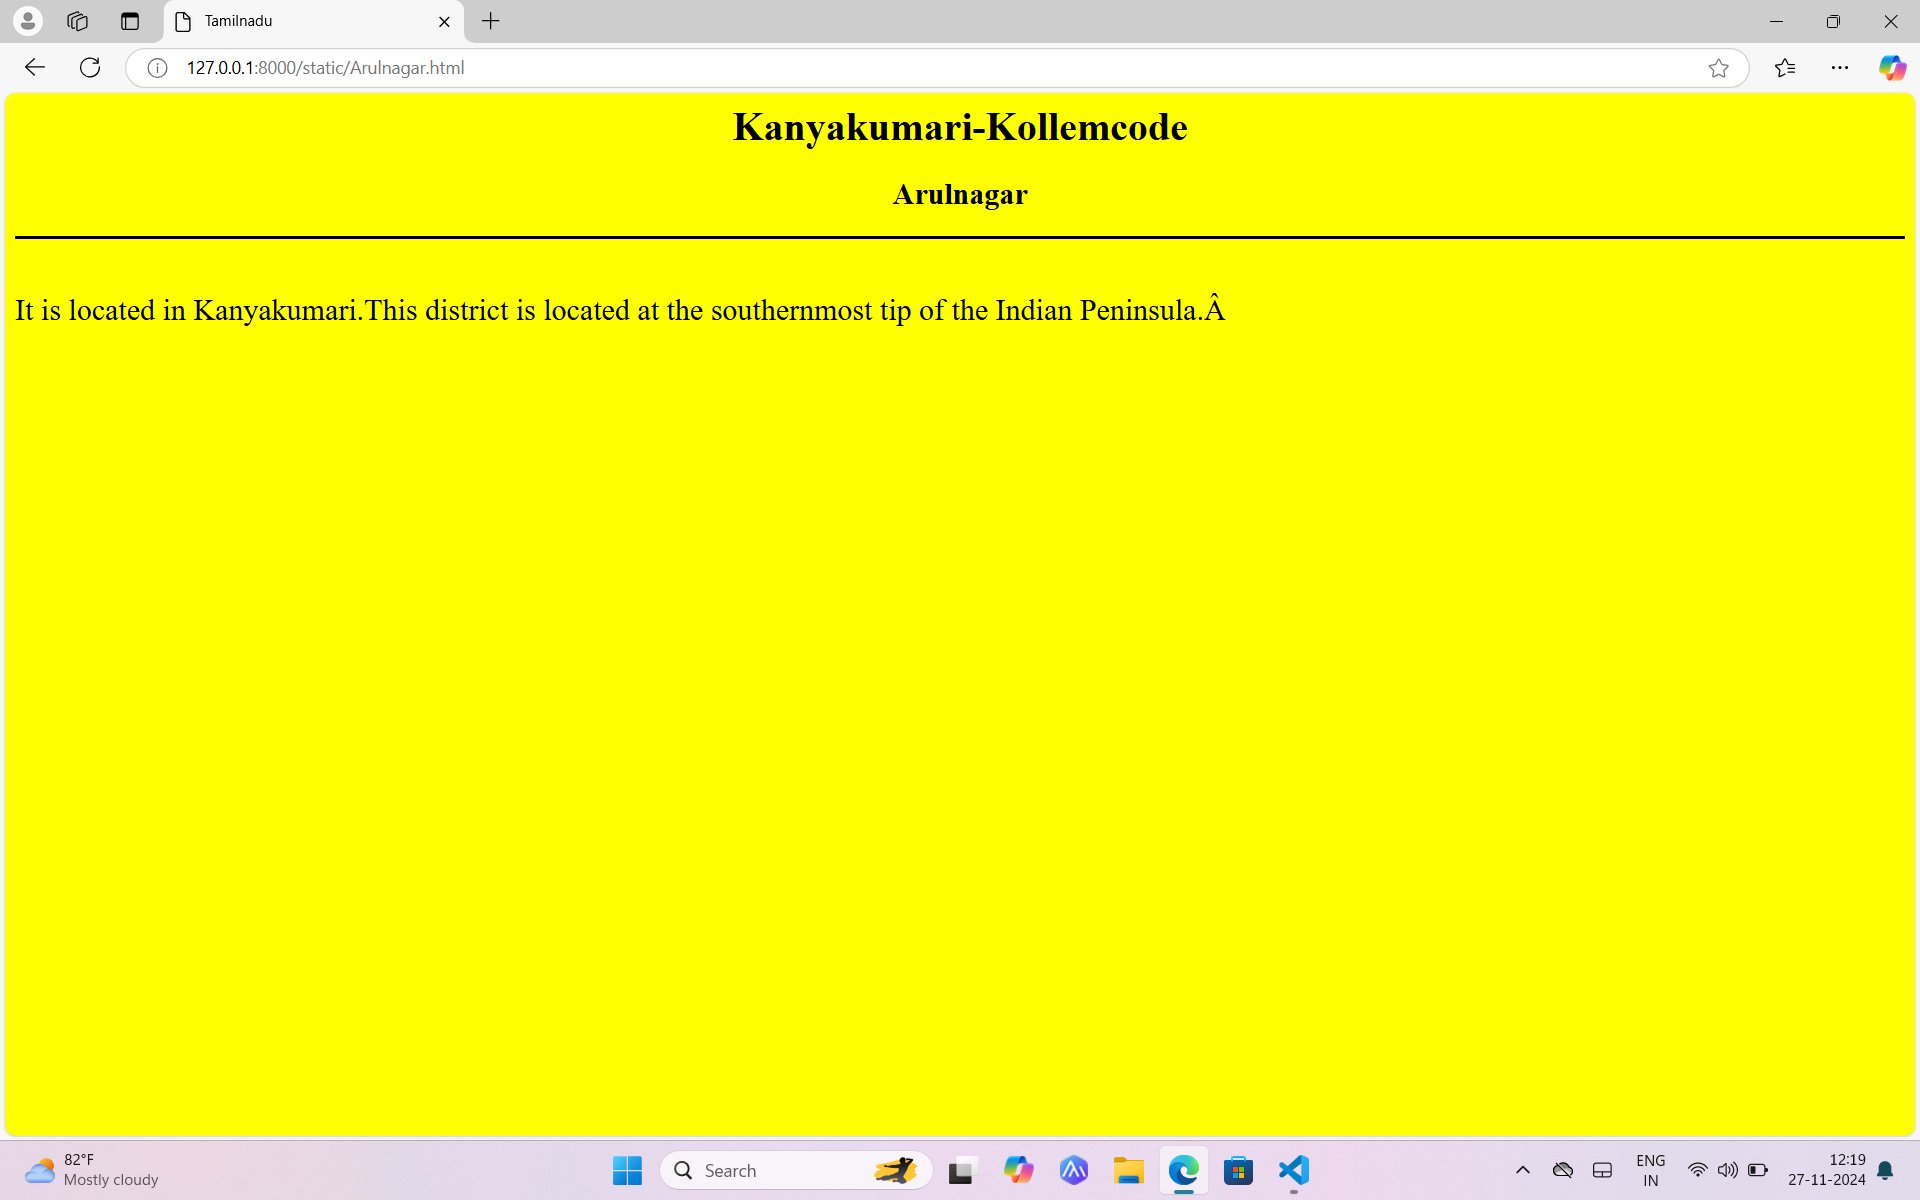 Tamilnadu
127.0.0.1:8000/static/Arulnagar.html
Kanyakumari-Kollemcode
Arulnagar
It is located in Kanyakumari.This district is located at the southernmost tip of the Indian Peninsula.Â
82°F
Mostly cloudy
Search
ENG
IN
12:19
27-11-2024